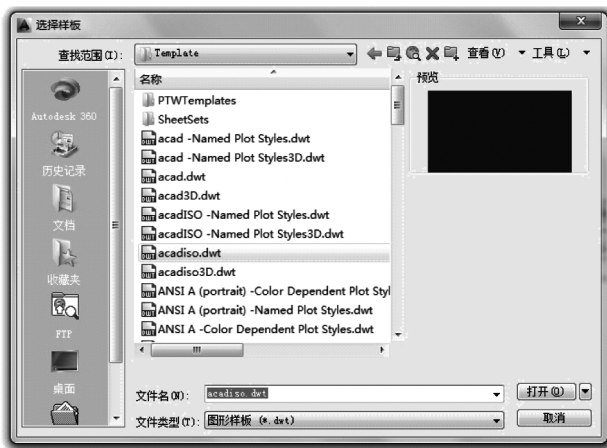 选择样板
查找范围(I): Template 查看(V) 工具(L)
名称 预览
PTWTemplates
SheetSets
acad -Named Plot Styles.dwt
acad -Named Plot Styles3D.dwt
acad.dwt
acad3D.dwt
acadISO -Named Plot Styles.dwt
acadISO -Named Plot Styles3D.dwt
acadiso.dwt
acadiso3D.dwt
ANSI A (portrait) -Color Dependent Plot Styl
ANSI A (portrait) -Named Plot Styles.dwt
ANSI A -Color Dependent Plot Styles.dwt
Autodesk 360
历史记录
文档
收藏夹
FTP
桌面
文件名(N): acadiso.dwt 打开(O)
文件类型(T): 图形样板 (*.dwt) 取消